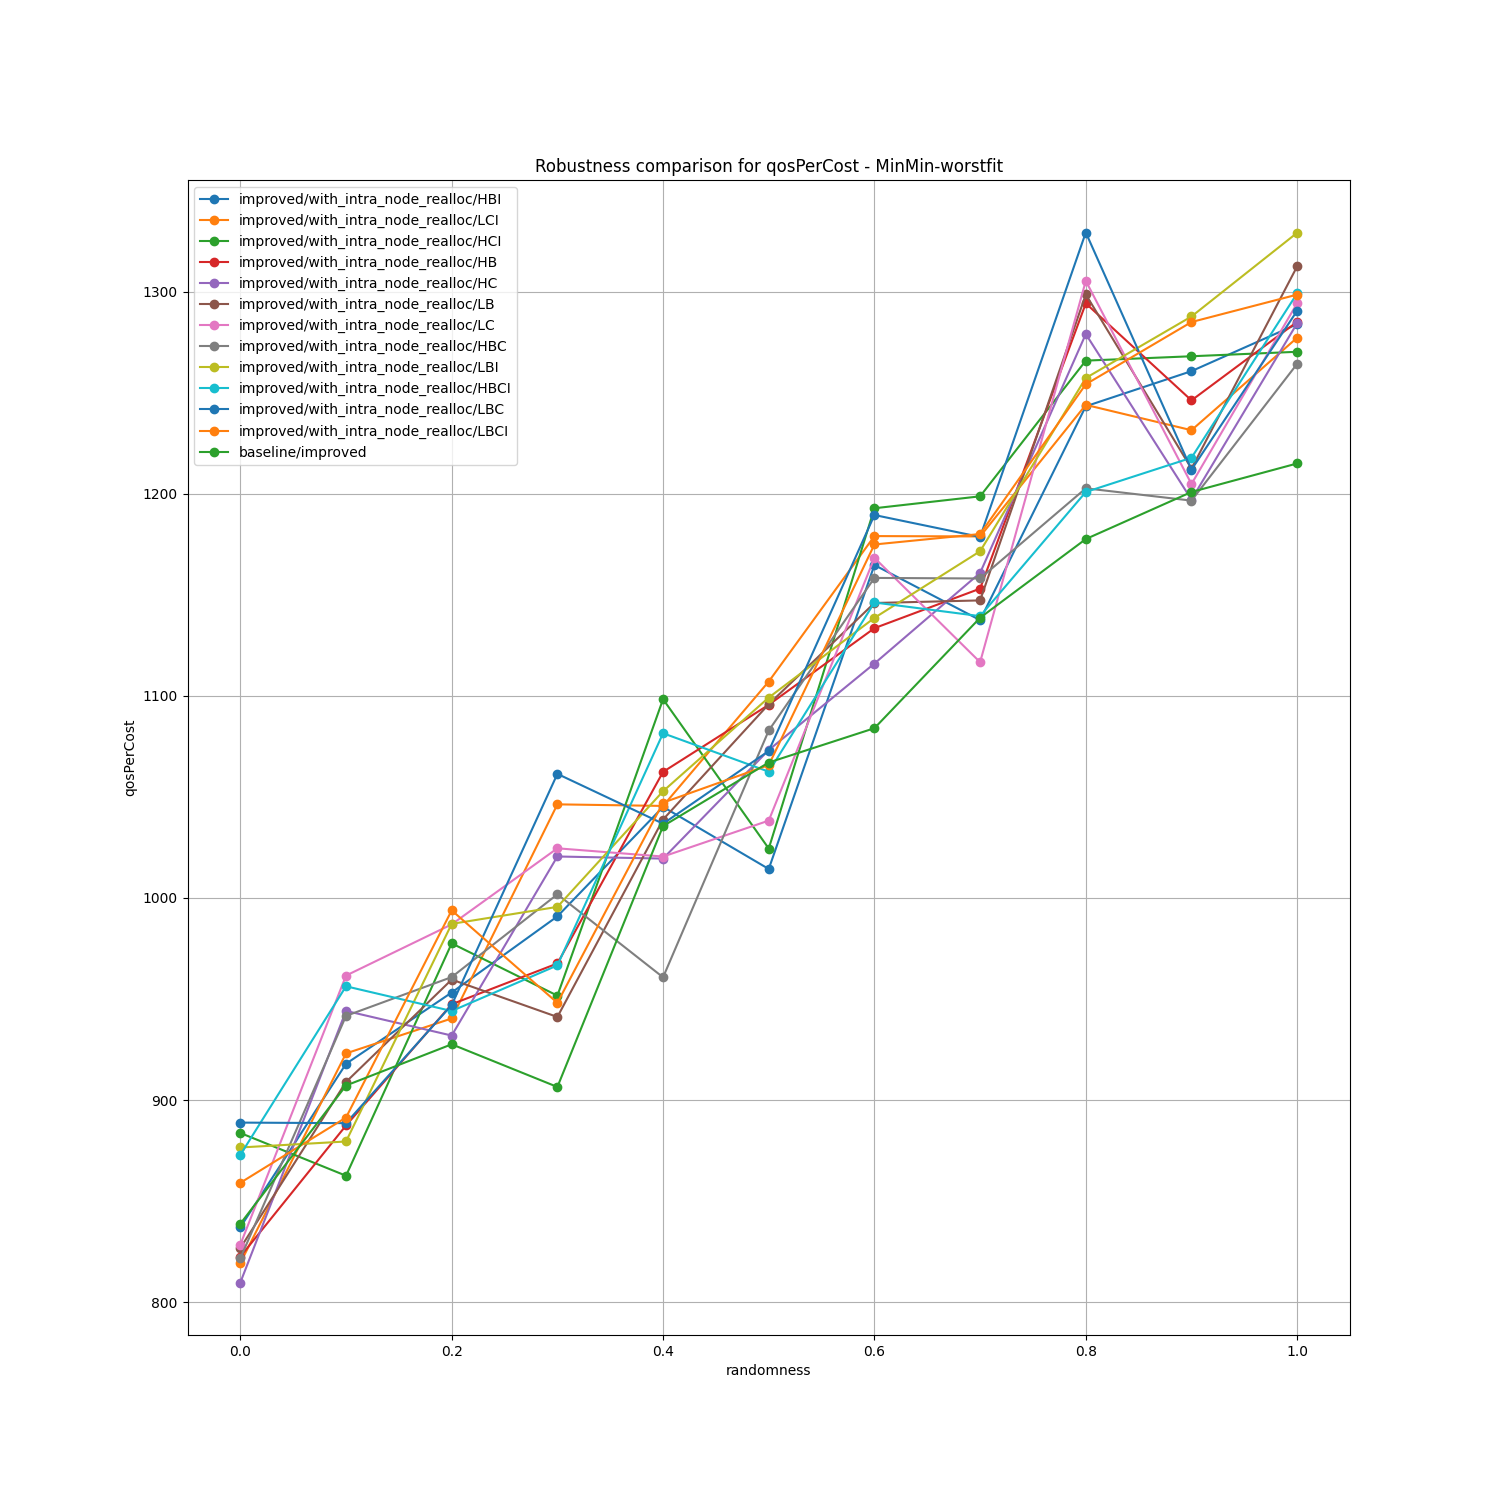 Robustness comparison for qosPerCost - MinMin-worstfit
improved/with_intra_node_realloc/HBI
improved/with_intra_node_realloc/LCI
improved/with_intra_node_realloc/HCI
improved/with_intra_node_realloc/HB
improved/with_intra_node_realloc/HC
improved/with_intra_node_realloc/LB
improved/with_intra_node_realloc/LC
improved/with_intra_node_realloc/HBC
improved/with_intra_node_realloc/LBI
improved/with_intra_node_realloc/HBCI
improved/with_intra_node_realloc/LBC
improved/with_intra_node_realloc/LBCI
baseline/improved
1300
1200
1100
1000
900
800
qosPerCost
0.0 0.2 0.4 0.6 0.8 1.0
randomness